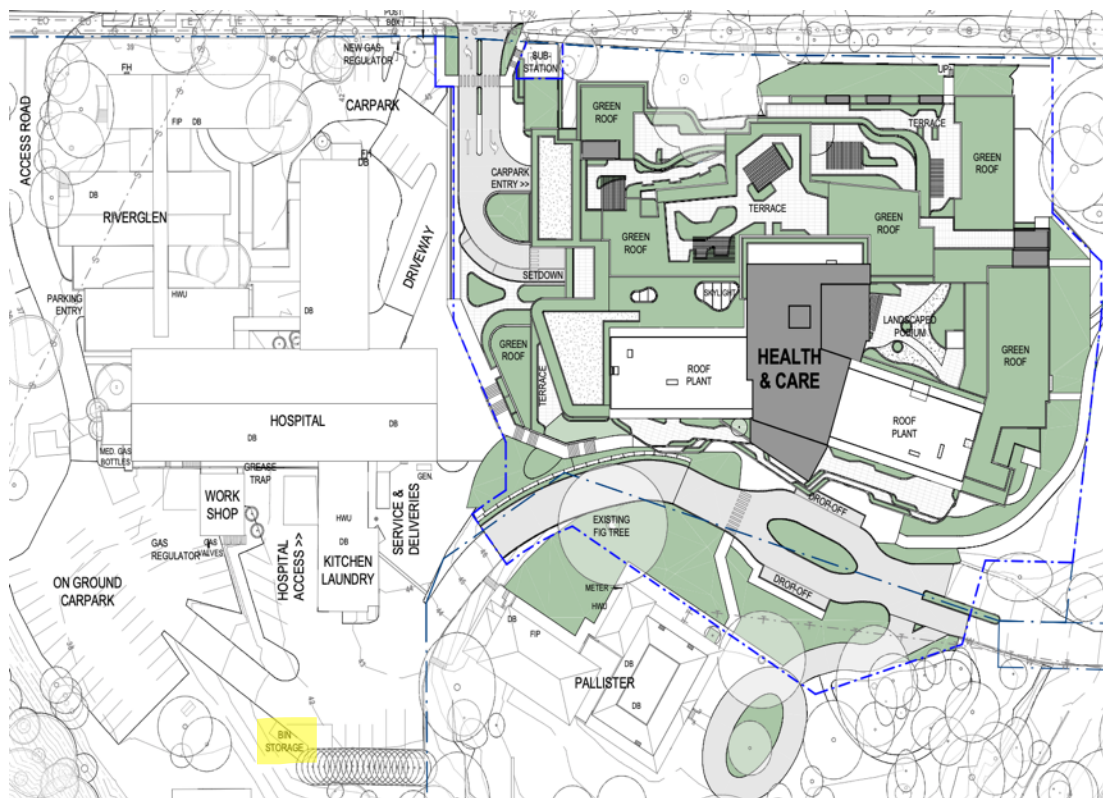 POST
BOX
NEW GAS
REGULATOR
SUB-
STATION
FH
CARPARK
ACCESS ROAD
FIP DB
FH
DB
DB
RIVERGLEN
DRIVEWAY
PARKING
ENTRY
HWU
DB
GREEN
ROOF
UP
TERRACE
GREEN
ROOF
CARPARK
ENTRY >>
TERRACE
GREEN
ROOF
GREEN
ROOF
SETDOWN
SKYLIGHT
LANDSCAPED
PODIUM
GREEN
ROOF
GREEN
ROOF
TERRACE
HEALTH
& CARE
ROOF
PLANT
ROOF
PLANT
HOSPITAL
DB
DB
MED. GAS
BOTTLES
GREASE
TRAP
GEN.
WORK
SHOP
SERVICE &
DELIVERIES
HWU
DB
GAS
REGULATOR
GAS
VALVES
HOSPITAL
ACCESS >>
KITCHEN
LAUNDRY
ON GROUND
CARPARK
DROP-OFF
EXISTING
FIG TREE
DROP-OFF
METER
HWU
DB
FIP
DB
PALLISTER
DB
BIN
STORAGE